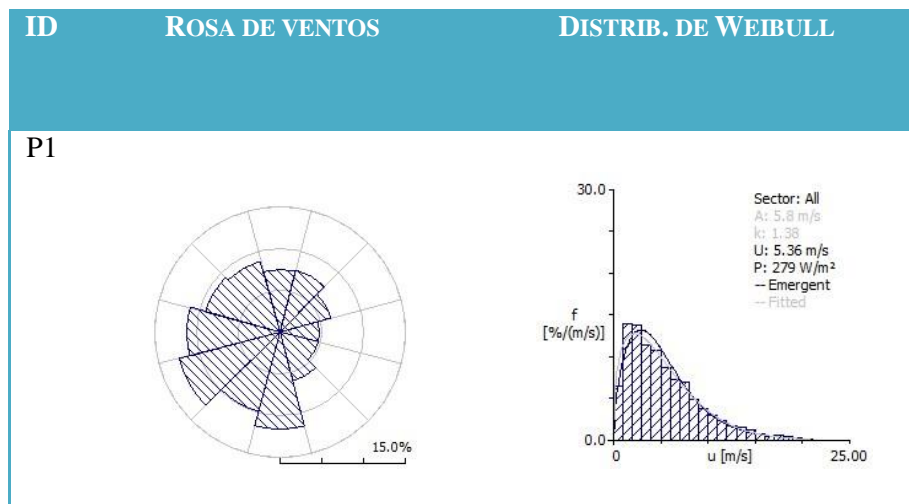 ID ROSA DE VENTOS DISTRIB. DE WEIBULL
P1
15.0%
30.0
Sector: All
A: 5.8 m/s
k: 1.38
U: 5.36 m/s
P: 279 W/m²
-- Emergent
-- Fitted
f
[%/(m/s)]
0.0
0 u [m/s] 25.00